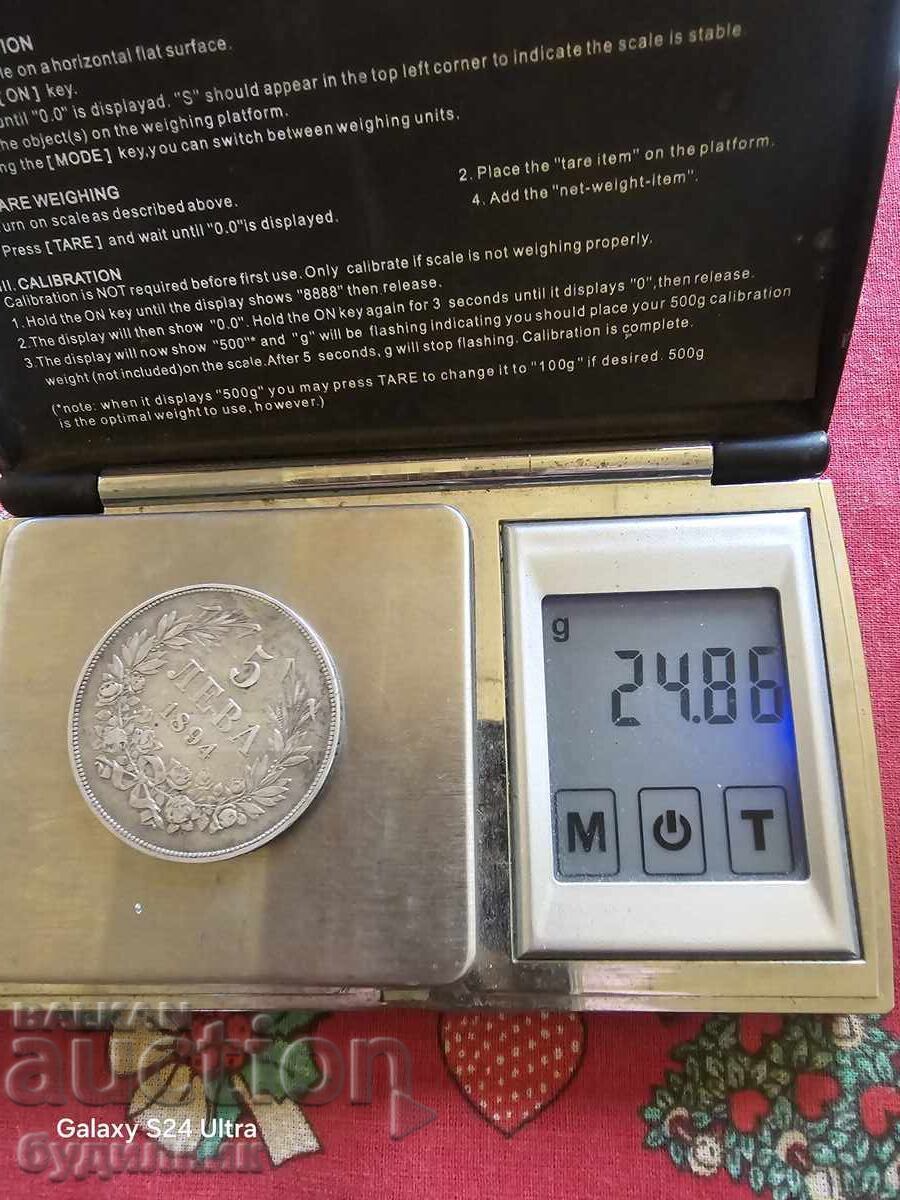 ION
le on a horizontal flat surface.
[ON] key.
until "0.0" is displayad. "S" should appear in the top left corner to indicate the scale is stable.
the object(s) on the weighing platform.
ng the [MODE] key,you can switch between weighing units.
ARE WEIGHING
urn on scale as described above.
2. Place the "tare item" on the platform.
Press [TARE] and wait until "0.0"is displayed.
4. Add the "net-weight-item".
II. CALIBRATION
Calibration is NOT required before first use. Only calibrate if scale is not weighing properly.
1.Hold the ON key until the display shows "8888" then release.
2.The display will then show "0.0". Hold the ON key again for 3 seconds until it displays "0",then release.
3.The display will now show "500"* and "g" will be flashing indicating you should place your 500g calibration
weight (not included)on the scale.After 5 seconds, g will stop flashing. Calibration is complete.
(*note: when it displays "500g" you may press TARE to change it to "100g" if desired. 500g
is the optimal weight to use, however.)
g
24.86
M T
5
ЛЕВА
1894
BALKAN
auction
Galaxy S24 Ultra
будинник